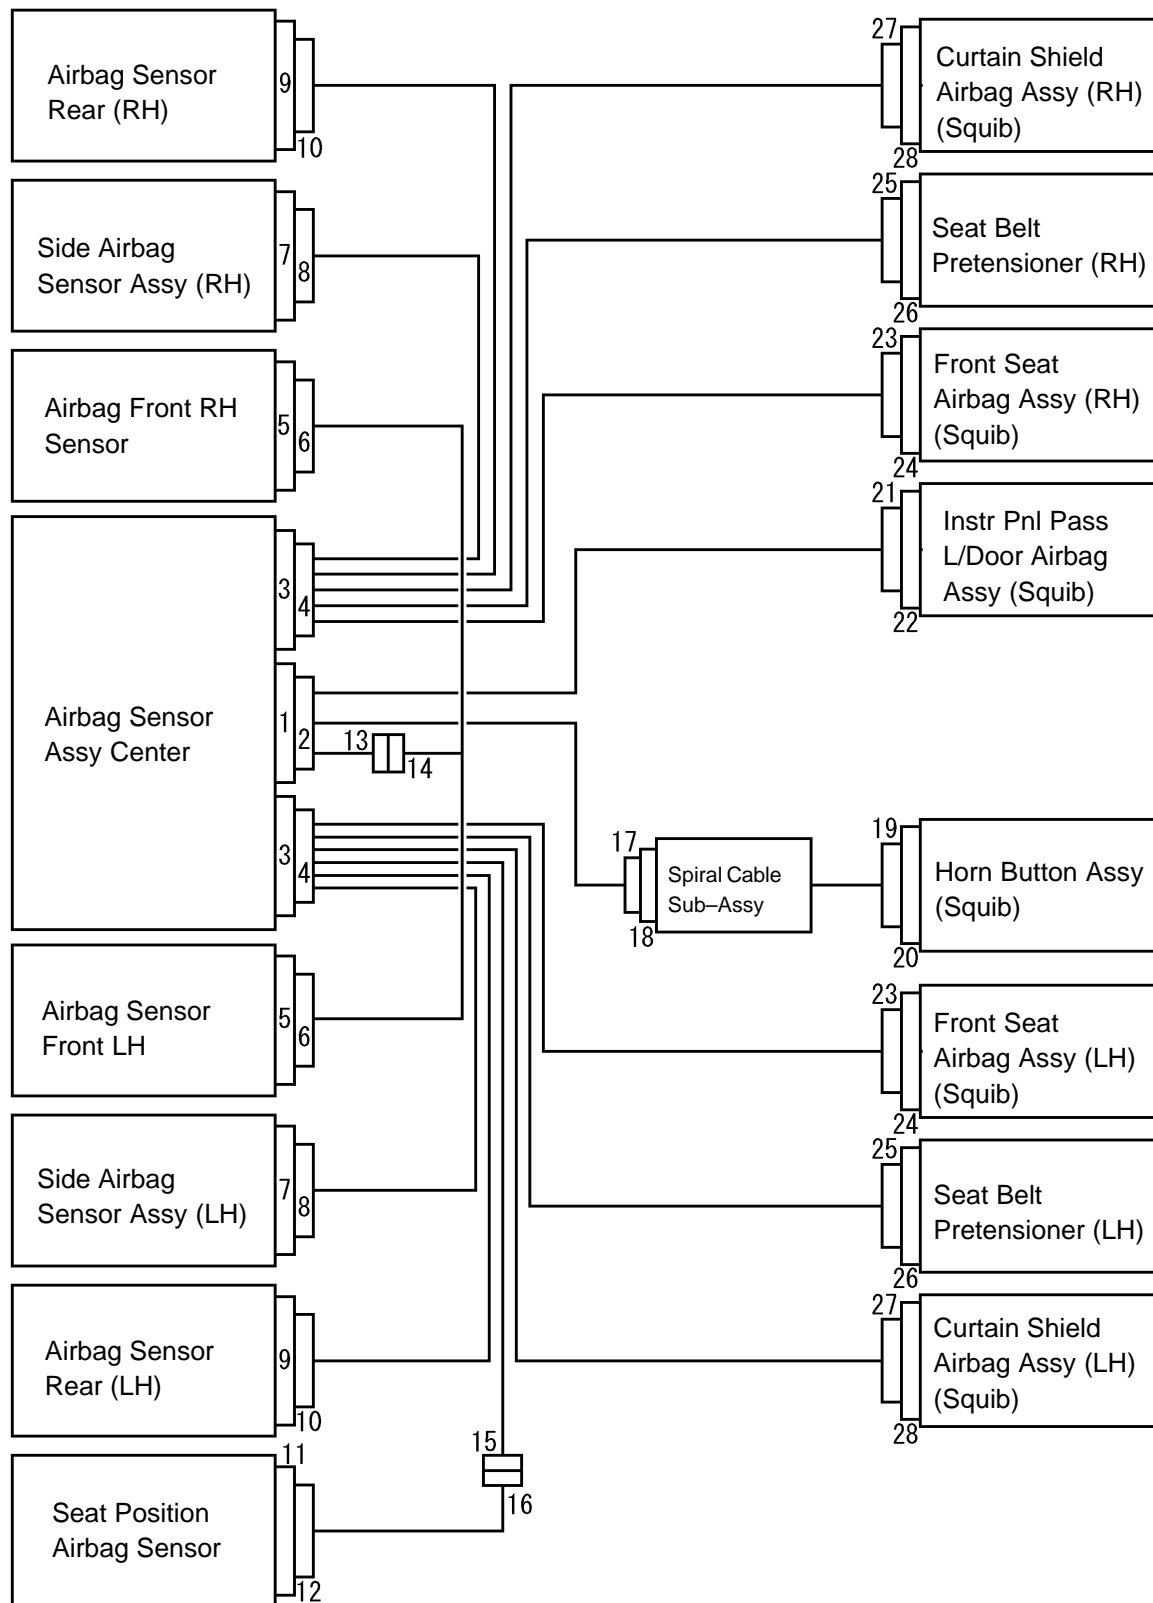 Airbag Sensor
Rear (RH)
9
10
Side Airbag
Sensor Assy (RH)
7
8
Airbag Front RH
Sensor
5
6
Airbag Sensor
Assy Center
3
4
1
2
13
14
3
4
Airbag Sensor
Front LH
5
6
Side Airbag
Sensor Assy (LH)
7
8
Airbag Sensor
Rear (LH)
9
10
Seat Position
Airbag Sensor
11
12
15
16
27
Curtain Shield
Airbag Assy (RH)
(Squib)
28
25
Seat Belt
Pretensioner (RH)
26
23
Front Seat
Airbag Assy (RH)
(Squib)
24
21
Instr Pnl Pass
L/Door Airbag
Assy (Squib)
22
17
Spiral Cable
Sub–Assy
18
19
Horn Button Assy
(Squib)
20
23
Front Seat
Airbag Assy (LH)
(Squib)
24
25
Seat Belt
Pretensioner (LH)
26
27
Curtain Shield
Airbag Assy (LH)
(Squib)
28